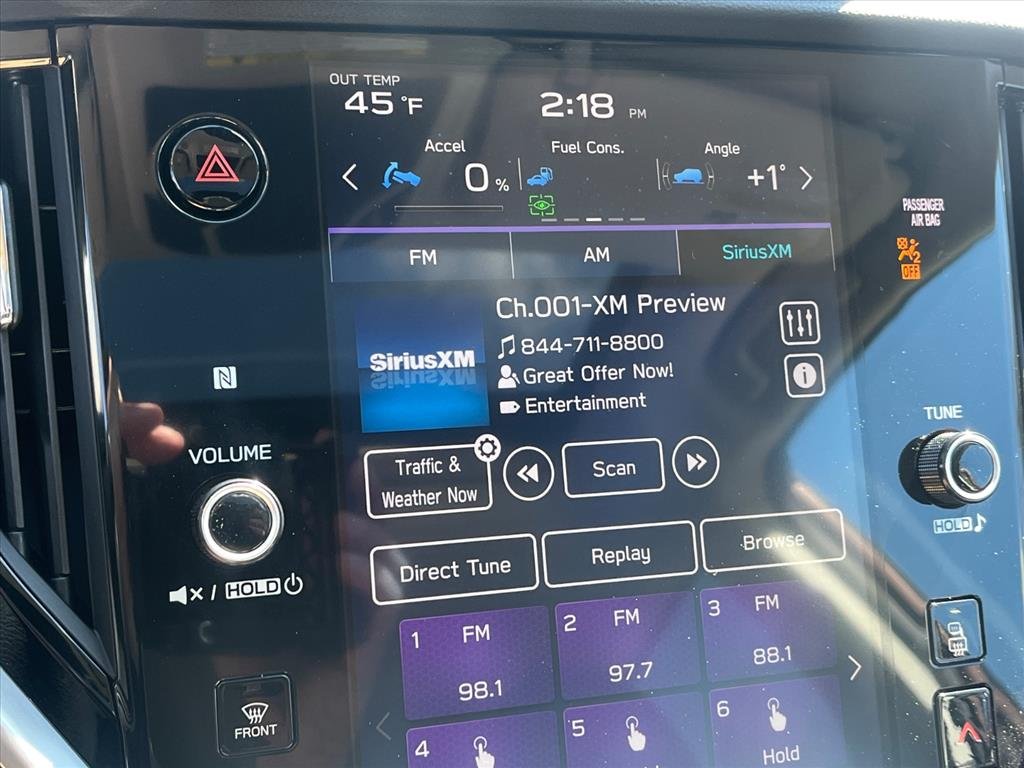 OUT TEMP
45 °F
2:18 PM
Accel
Fuel Cons.
Angle
0 %
+1°
PASSENGER
AIR BAG
2
OFF
FM
AM
SiriusXM
Ch.001-XM Preview
SiriusXM
844-711-8800
Great Offer Now!
Entertainment
i
TUNE
HOLD
VOLUME
/ HOLD
Traffic &
Weather Now
Scan
Direct Tune
Replay
Browse
1 FM
98.1
2 FM
97.7
3 FM
88.1
4
5
6
Hold
FRONT